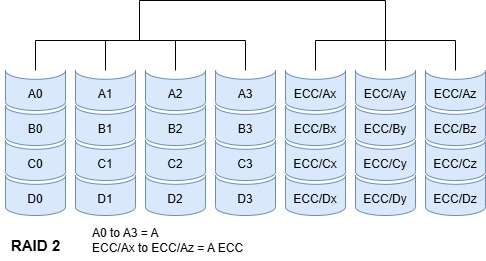 A0 A1 A2 A3 ECC/Ax ECC/Ay ECC/Az
B0 B1 B2 B3 ECC/Bx ECC/By ECC/Bz
C0 C1 C2 C3 ECC/Cx ECC/Cy ECC/Cz
D0 D1 D2 D3 ECC/Dx ECC/Dy ECC/Dz
RAID 2
A0 to A3 = A
ECC/Ax to ECC/Az = A ECC